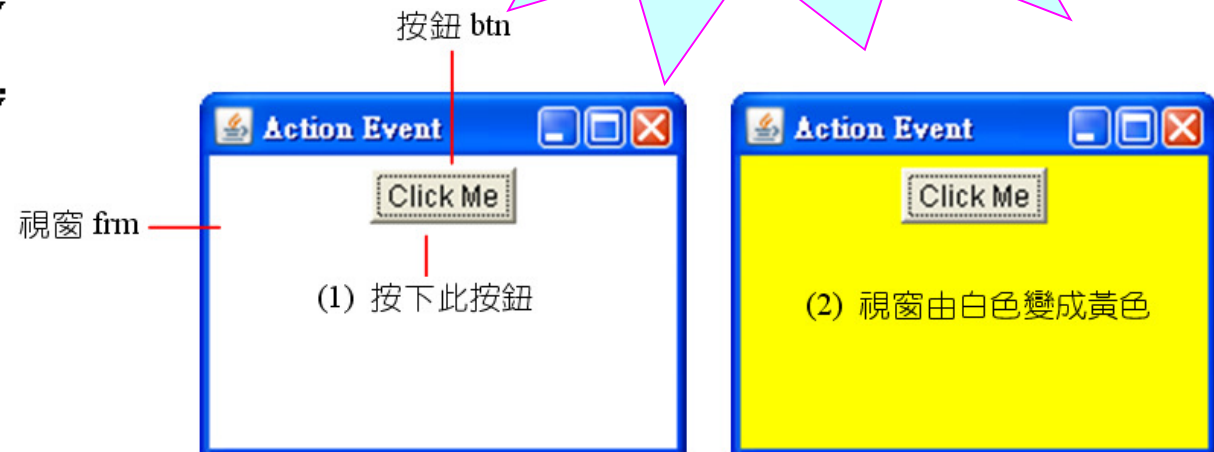 按鈕 btn
Action Event
Action Event
Click Me
Click Me
視窗 frm
(1) 按下此按鈕
(2) 視窗由白色變成黃色